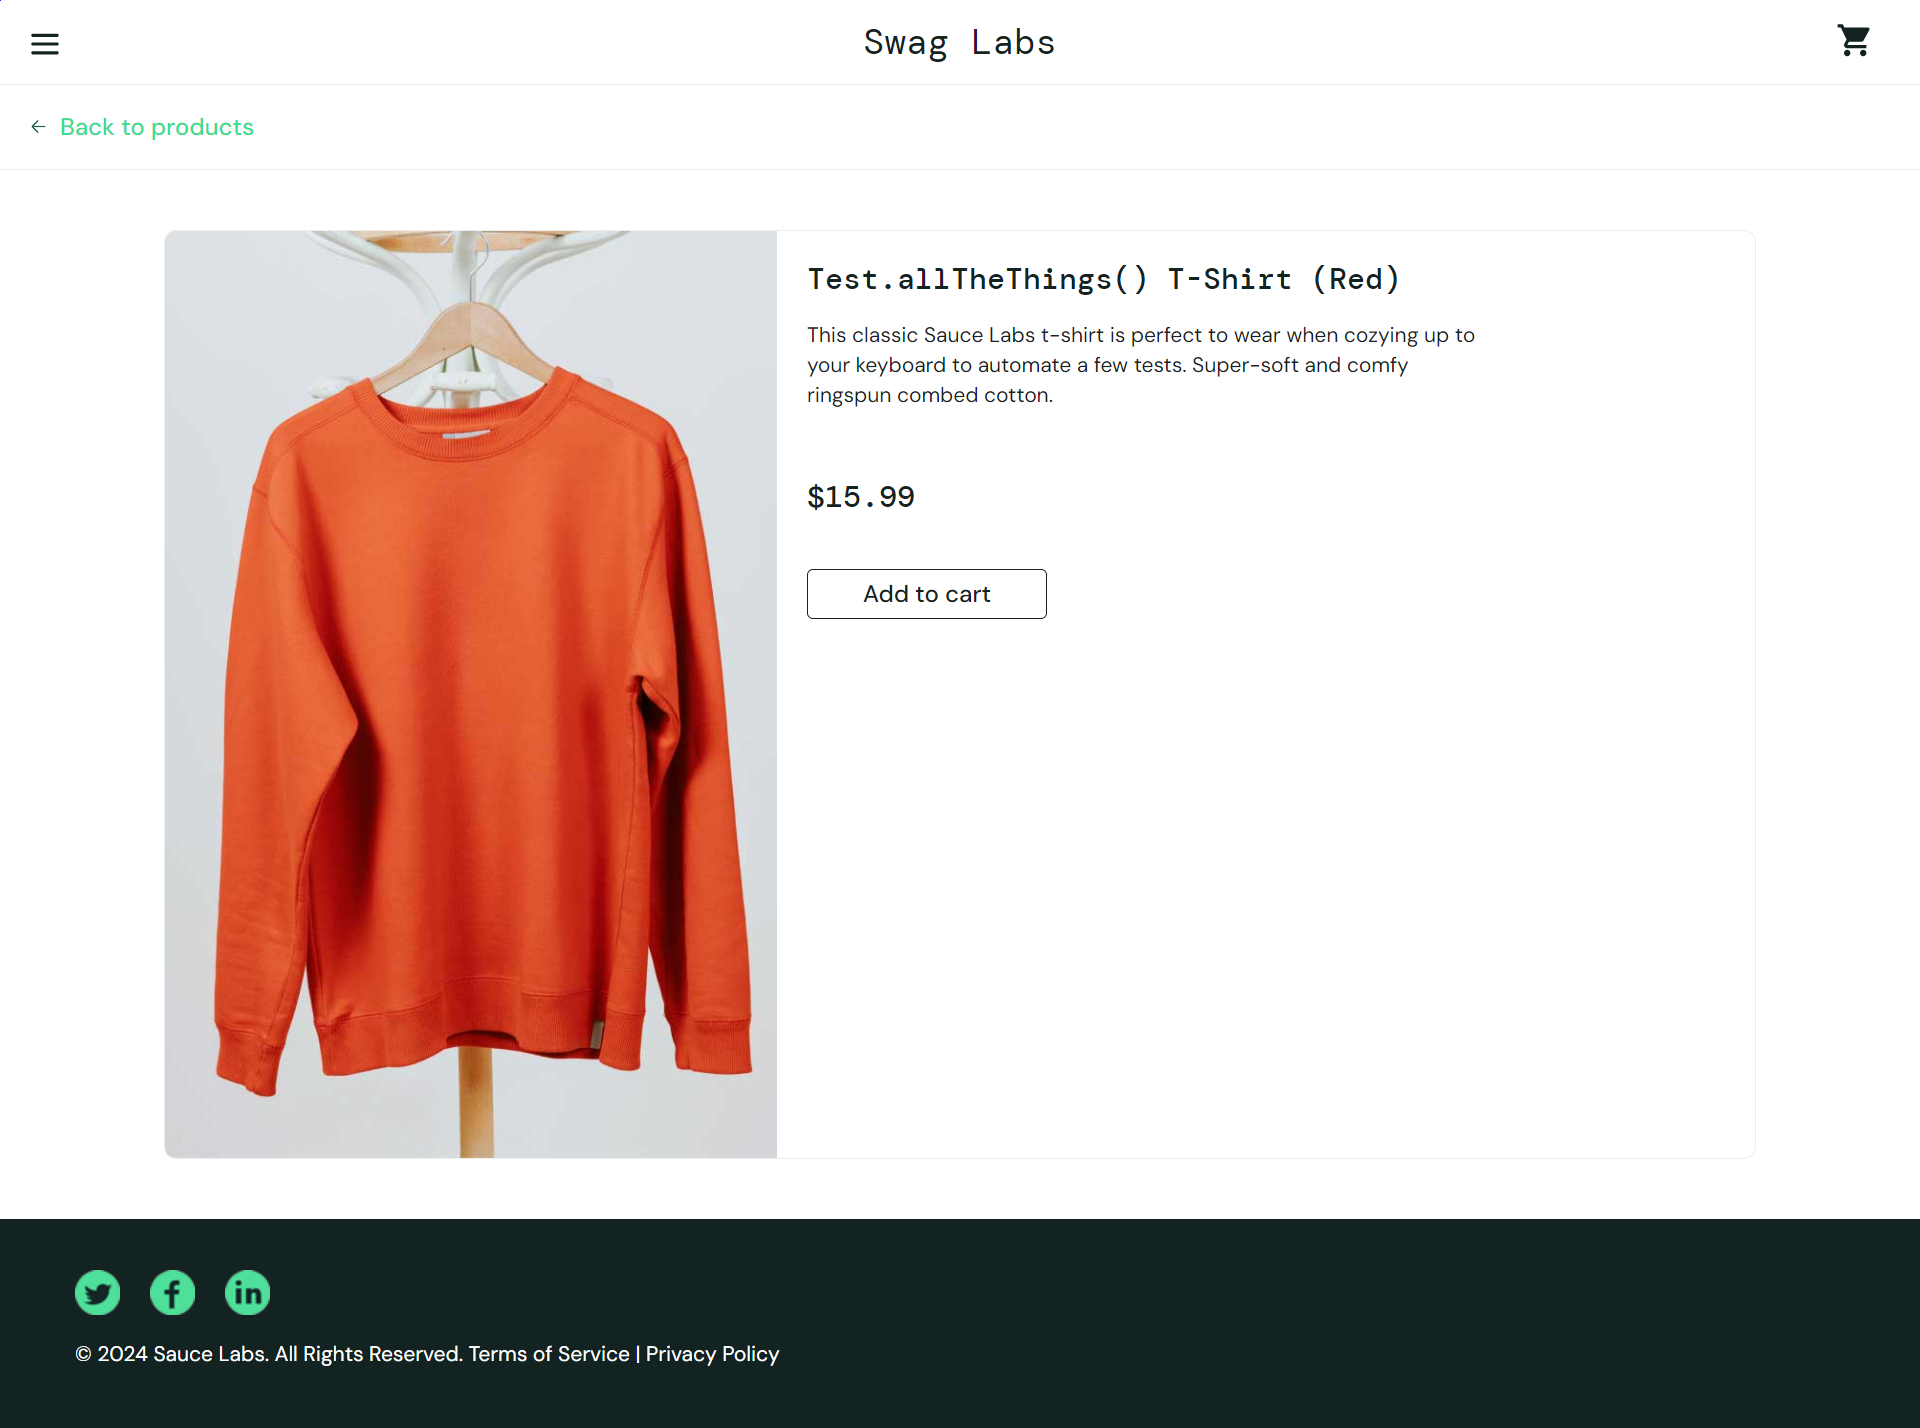 Swag Labs
Back to products
Test.allTheThings() T-Shirt (Red)
This classic Sauce Labs t-shirt is perfect to wear when cozying up to
your keyboard to automate a few tests. Super-soft and comfy
ringspun combed cotton.
$15.99
Add to cart
© 2024 Sauce Labs. All Rights Reserved. Terms of Service | Privacy Policy